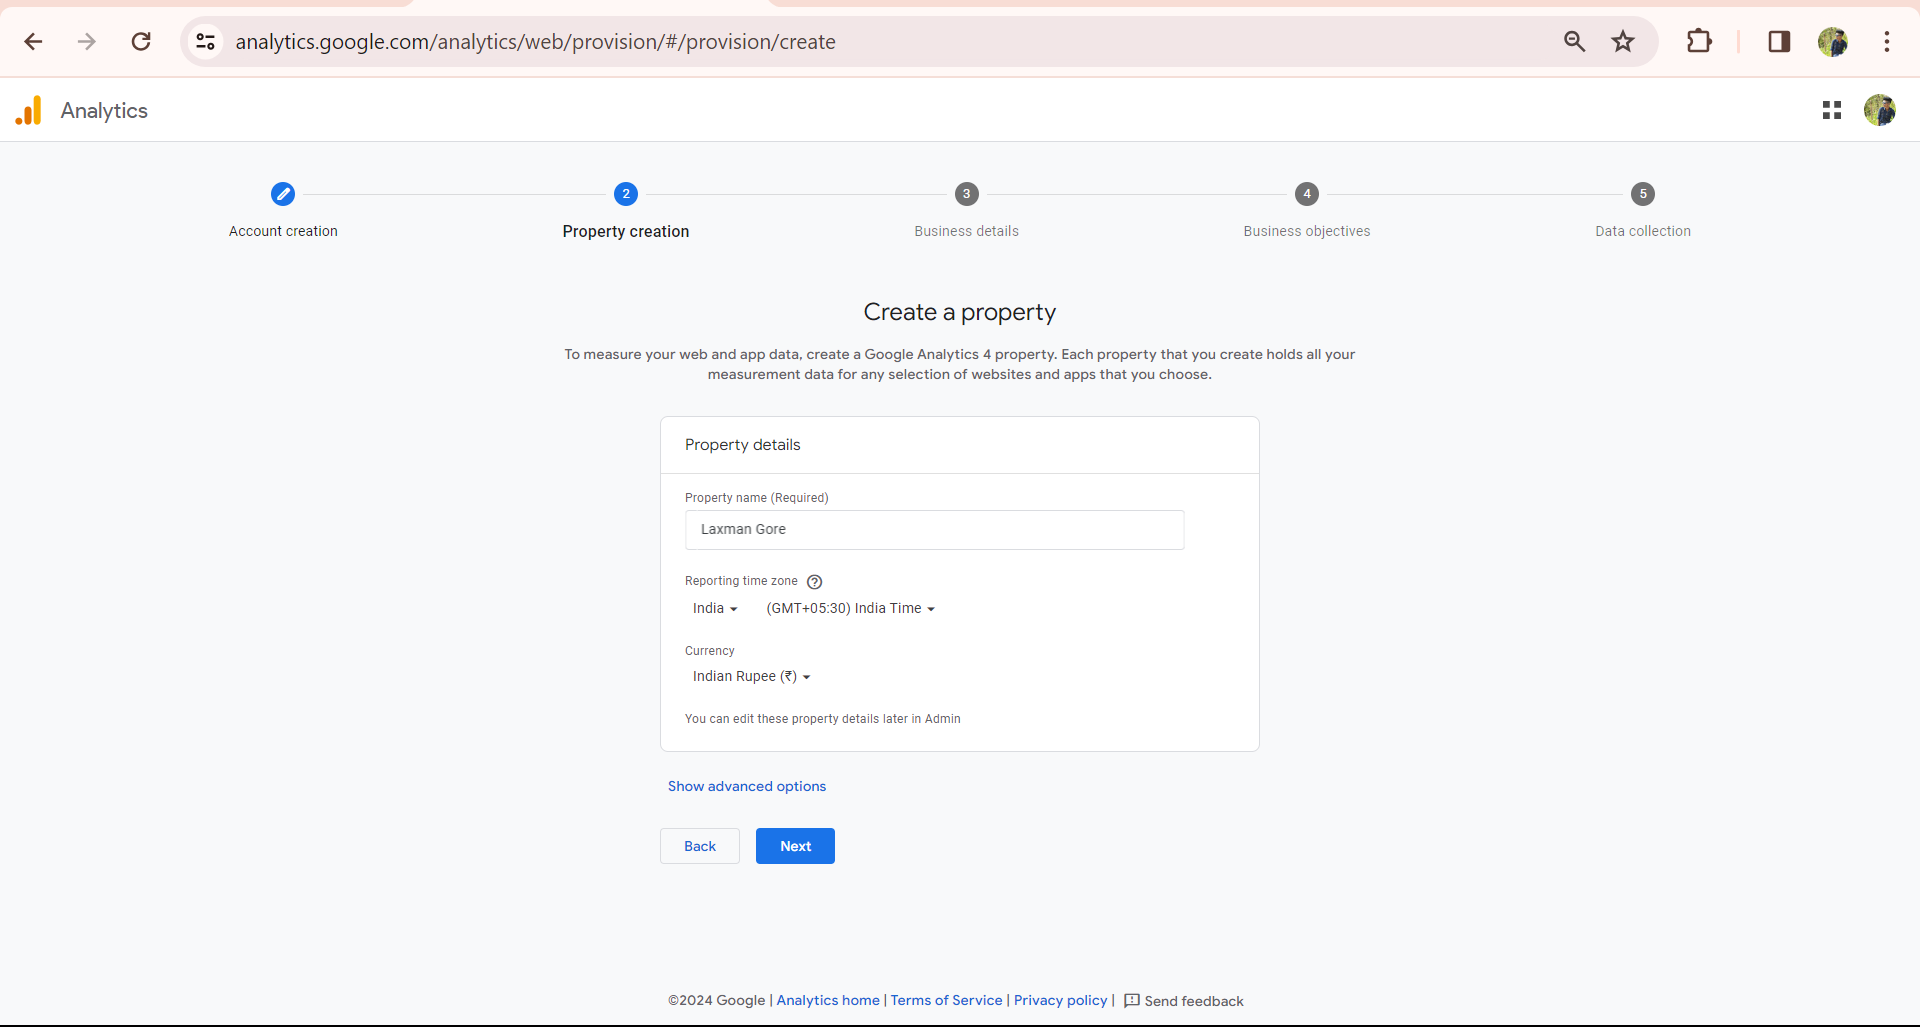 analytics.google.com/analytics/web/provision/#/provision/create
Analytics
2
3
4
5
Account creation
Property creation
Business details
Business objectives
Data collection
Create a property
To measure your web and app data, create a Google Analytics 4 property. Each property that you create holds all your
measurement data for any selection of websites and apps that you choose.
Property details
Property name (Required)
Laxman Gore
Reporting time zone ?
India (GMT+05:30) India Time
Currency
Indian Rupee (₹)
You can edit these property details later in Admin
Show advanced options
Back Next
©2024 Google | Analytics home | Terms of Service | Privacy policy | Send feedback